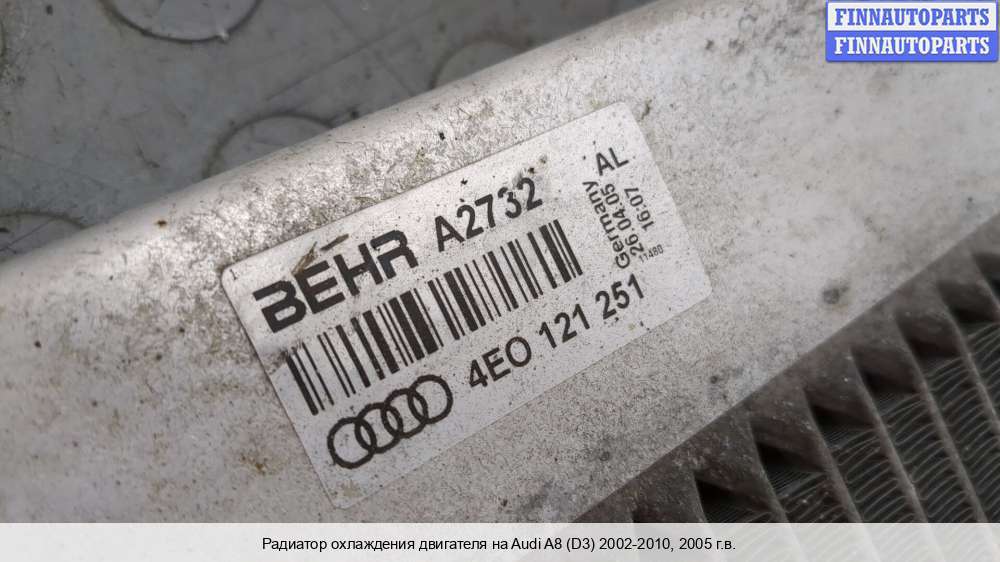 FINNAUTOPARTS
FINNAUTOPARTS
BEHR A2732
AL
Germany
26.04.05
16:07
11480
4E0 121 251
Радиатор охлаждения двигателя на Audi A8 (D3) 2002-2010, 2005 г.в.